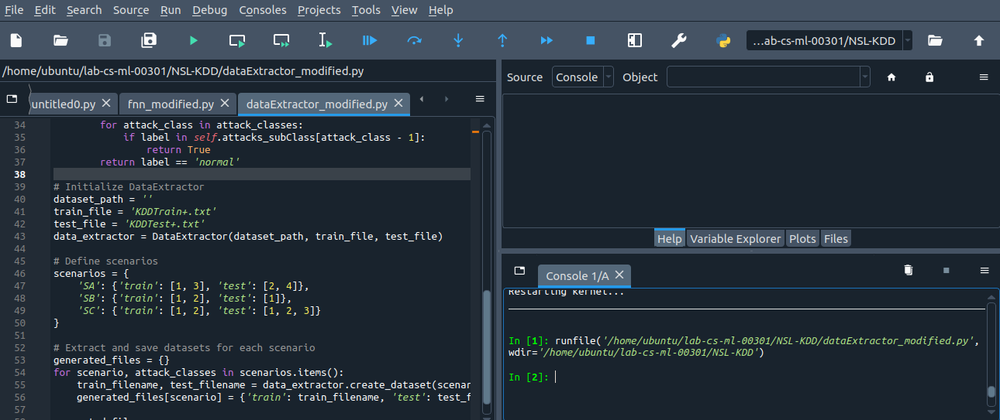 File Edit Search Source Run Debug Consoles Projects Tools View Help
...ab-cs-ml-00301/NSL-KDD
/home/ubuntu/lab-cs-ml-00301/NSL-KDD/dataExtractor_modified.py
untitled0.py fnn_modified.py dataExtractor_modified.py
34 for attack_class in attack_classes:
35 if label in self.attacks_subClass[attack_class - 1]:
36 return True
37 return label == 'normal'
38
39 # Initialize DataExtractor
40 dataset_path = ''
41 train_file = 'KDDTrain+.txt'
42 test_file = 'KDDTest+.txt'
43 data_extractor = DataExtractor(dataset_path, train_file, test_file)
44
45 # Define scenarios
46 scenarios = {
47 'SA': {'train': [1, 3], 'test': [2, 4]},
48 'SB': {'train': [1, 2], 'test': [1]},
49 'SC': {'train': [1, 2], 'test': [1, 2, 3]}
50 }
51
52 # Extract and save datasets for each scenario
53 generated_files = {}
54 for scenario, attack_classes in scenarios.items():
55 train_filename, test_filename = data_extractor.create_dataset(scenar
56 generated_files[scenario] = {'train': train_filename, 'test': test_f
57
Source Console Object
Help Variable Explorer Plots Files
Console 1/A
Restarting kernel...
In [1]: runfile('/home/ubuntu/lab-cs-ml-00301/NSL-KDD/dataExtractor_modified.py',
wdir='/home/ubuntu/lab-cs-ml-00301/NSL-KDD')
In [2]: